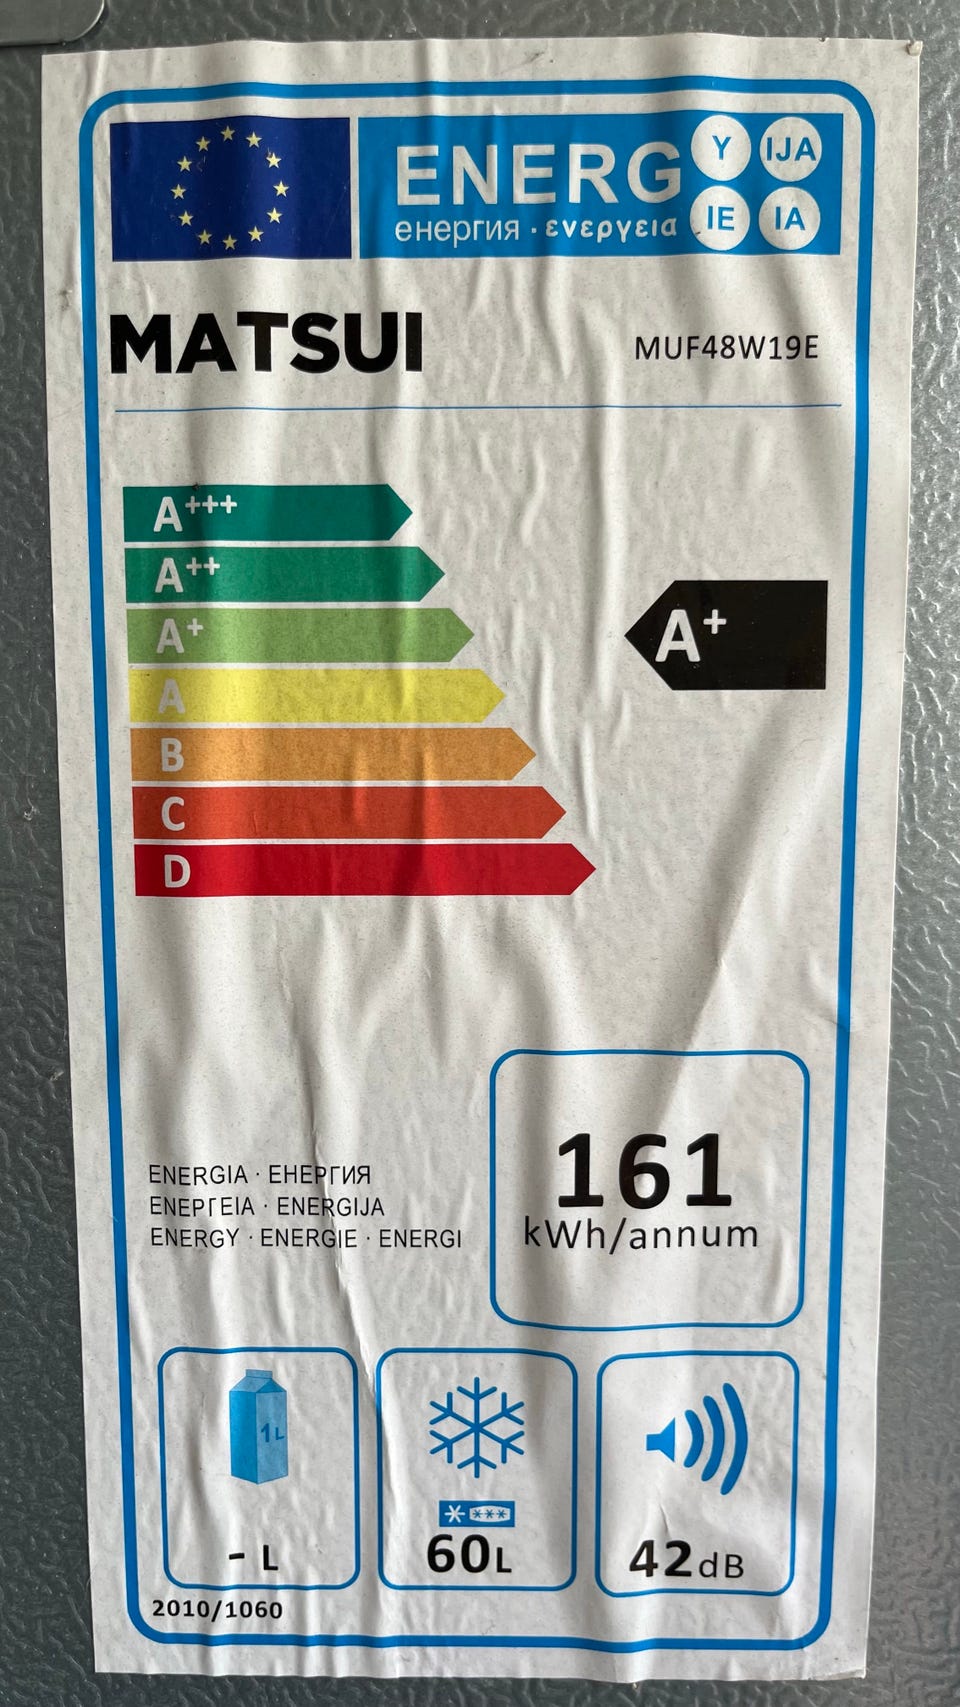 ENERG Y IJA
енергия · ενεργεια IE IA
MATSUI
MUF48W19E
A+++
A++
A+
A+
A
B
C
D
161
kWh/annum
ENERGIA · ЕНЕРГИЯ
ΕΝΕΡΓΕΙΑ · ENERGIJA
ENERGY · ENERGIE · ENERGI
1L
- L
60L
42dB
2010/1060